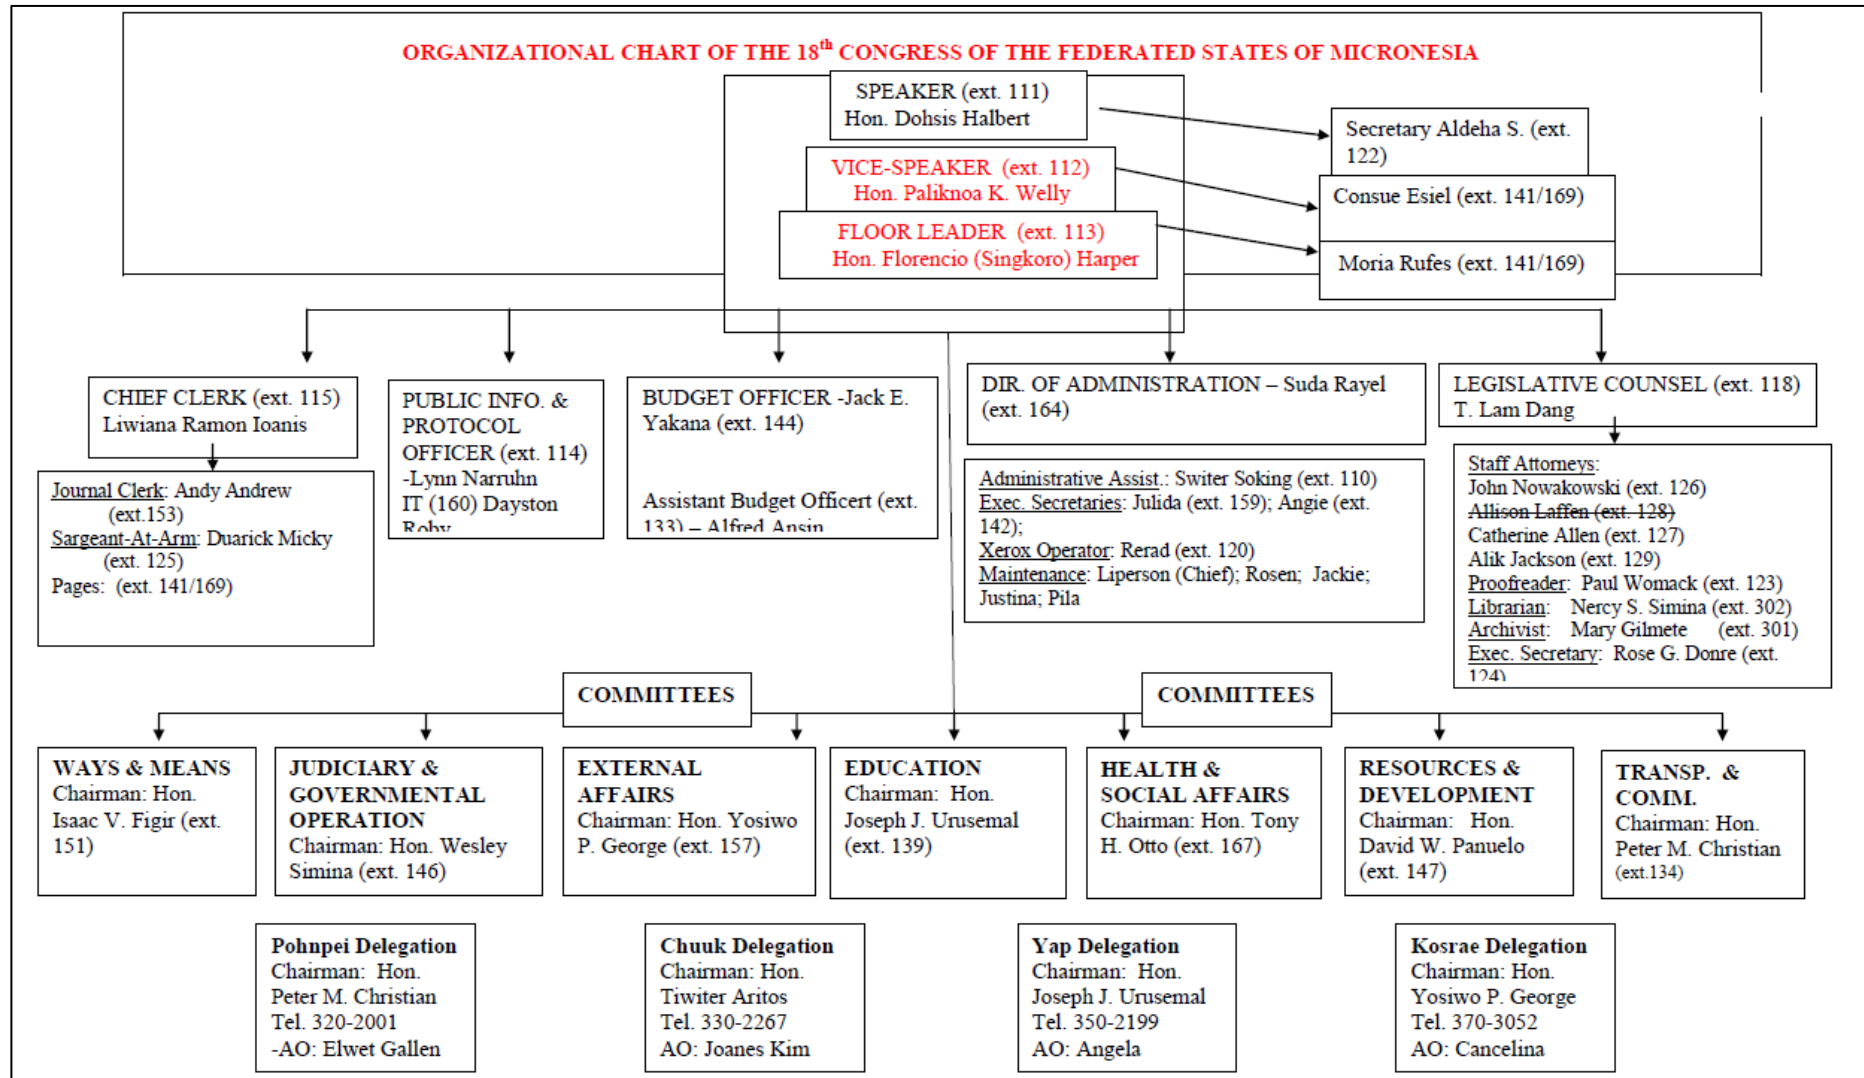 ORGANIZATIONAL CHART OF THE 18th CONGRESS OF THE FEDERATED STATES OF MICRONESIA
SPEAKER (ext. 111)
Hon. Dohsis Halbert
Secretary Aldeha S. (ext.
122)
VICE-SPEAKER (ext. 112)
Hon. Paliknoa K. Welly
Consue Esiel (ext. 141/169)
FLOOR LEADER (ext. 113)
Hon. Florencio (Singkoro) Harper
Moria Rufes (ext. 141/169)
CHIEF CLERK (ext. 115)
Liwiana Ramon Ioanis
Journal Clerk: Andy Andrew
(ext.153)
Sargeant-At-Arm: Duarick Micky
(ext. 125)
Pages: (ext. 141/169)
PUBLIC INFO. &
PROTOCOL
OFFICER (ext. 114)
-Lynn Narruhn
IT (160) Dayston
Roby
BUDGET OFFICER -Jack E.
Yakana (ext. 144)
Assistant Budget Officert (ext.
133) – Alfred Ansin
DIR. OF ADMINISTRATION – Suda Rayel
(ext. 164)
Administrative Assist.: Switer Soking (ext. 110)
Exec. Secretaries: Julida (ext. 159); Angie (ext.
142);
Xerox Operator: Rerad (ext. 120)
Maintenance: Liperson (Chief); Rosen; Jackie;
Justina; Pila
LEGISLATIVE COUNSEL (ext. 118)
T. Lam Dang
Staff Attorneys:
John Nowakowski (ext. 126)
Allison Laffen (ext. 128)
Catherine Allen (ext. 127)
Alik Jackson (ext. 129)
Proofreader: Paul Womack (ext. 123)
Librarian: Nercy S. Simina (ext. 302)
Archivist: Mary Gilmete (ext. 301)
Exec. Secretary: Rose G. Donre (ext.
124)
COMMITTEES
COMMITTEES
WAYS & MEANS
Chairman: Hon.
Isaac V. Figir (ext.
151)
JUDICIARY &
GOVERNMENTAL
OPERATION
Chairman: Hon. Wesley
Simina (ext. 146)
EXTERNAL
AFFAIRS
Chairman: Hon. Yosiwo
P. George (ext. 157)
EDUCATION
Chairman: Hon.
Joseph J. Urusemal
(ext. 139)
HEALTH &
SOCIAL AFFAIRS
Chairman: Hon. Tony
H. Otto (ext. 167)
RESOURCES &
DEVELOPMENT
Chairman: Hon.
David W. Panuelo
(ext. 147)
TRANSP. &
COMM.
Chairman: Hon.
Peter M. Christian
(ext.134)
Pohnpei Delegation
Chairman: Hon.
Peter M. Christian
Tel. 320-2001
-AO: Elwet Gallen
Chuuk Delegation
Chairman: Hon.
Tiwiter Aritos
Tel. 330-2267
AO: Joanes Kim
Yap Delegation
Chairman: Hon.
Joseph J. Urusemal
Tel. 350-2199
AO: Angela
Kosrae Delegation
Chairman: Hon.
Yosiwo P. George
Tel. 370-3052
AO: Cancelina